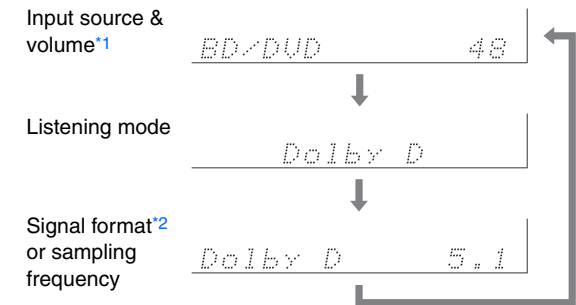 Input source &
volume*1
BD/DVD 48
Listening mode
Dolby D
Signal format*2
or sampling
frequency
Dolby D 5.1